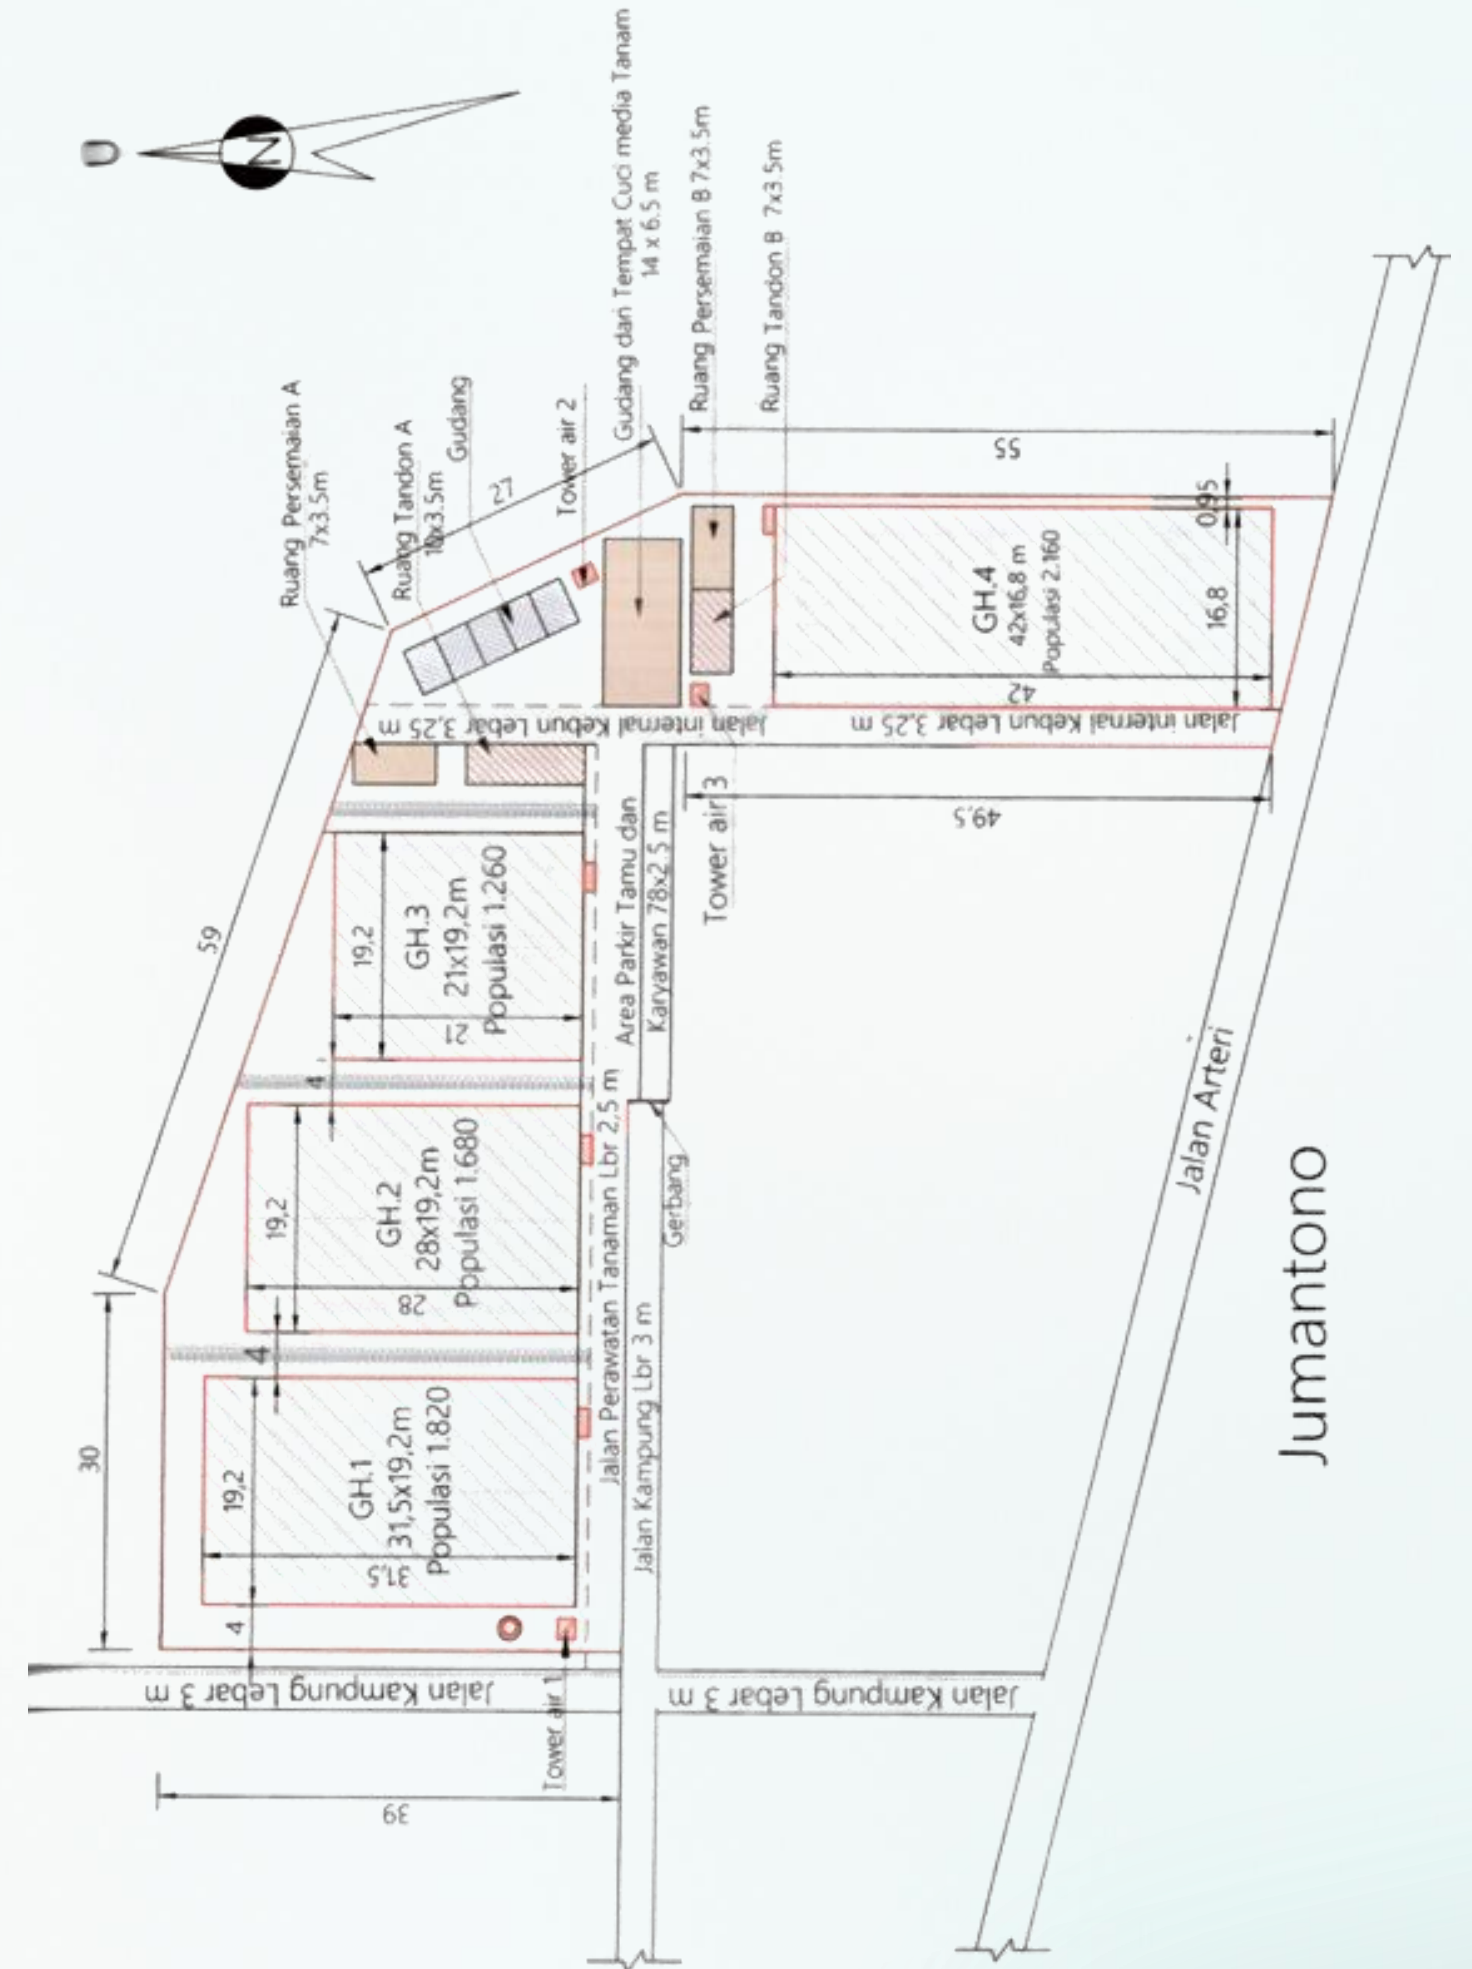 Jumantono
N
U
Ruang Persemaian A
7x3.5m
Ruang Tandon A
x3.5m
Gudang
Tower air 2
Gudang dan Tempat Cuci media Tanam
14 x 6.5 m
Ruang Persemaian B 7x3.5m
Ruang Tandon B 7x3.5m
30
59
27
55
39
49,5
GH.1
31,5x19,2m
Populasi 1.820
19,2
31,5
4
4
GH.2
28x19,2m
Populasi 1.680
19,2
28
4
GH.3
21x19,2m
Populasi 1.260
19,2
21
GH.4
42x16,8 m
Populasi 2.160
16,8
42
0,95
Jalan internal Kebun Lebar 3,25 m
Jalan internal Kebun Lebar 3,25 m
Area Parkir Tamu dan
Karyawan 78x2.5 m
Tower air 3
Jalan Perawatan Tanaman Lbr 2,5 m
Jalan Kampung Lbr 3 m
Gerbang
Tower air 1
Jalan Kampung Lebar 3 m
Jalan Kampung Lebar 3 m
Jalan Arteri